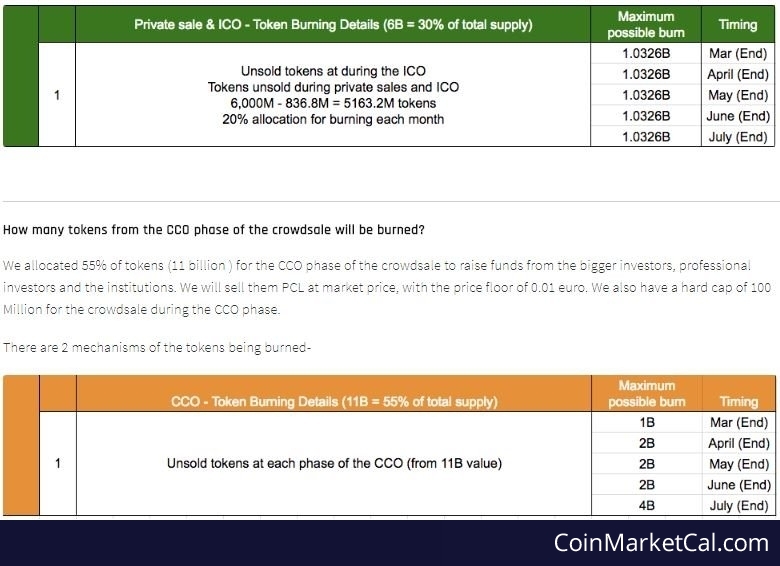 Private sale & ICO - Token Burning Details (6B = 30% of total supply)
Maximum possible burn
Timing
1
Unsold tokens at during the ICO
Tokens unsold during private sales and ICO
6,000M - 836.8M = 5163.2M tokens
20% allocation for burning each month
1.0326B Mar (End)
1.0326B April (End)
1.0326B May (End)
1.0326B June (End)
1.0326B July (End)
How many tokens from the CCO phase of the crowdsale will be burned?
We allocated 55% of tokens (11 billion ) for the CCO phase of the crowdsale to raise funds from the bigger investors, professional
investors and the institutions. We will sell them PCL at market price, with the price floor of 0.01 euro. We also have a hard cap of 100
Million for the crowdsale during the CCO phase.
There are 2 mechanisms of the tokens being burned-
CCO - Token Burning Details (11B = 55% of total supply)
Maximum possible burn
Timing
1
Unsold tokens at each phase of the CCO (from 11B value)
1B Mar (End)
2B April (End)
2B May (End)
2B June (End)
4B July (End)
CoinMarketCal.com